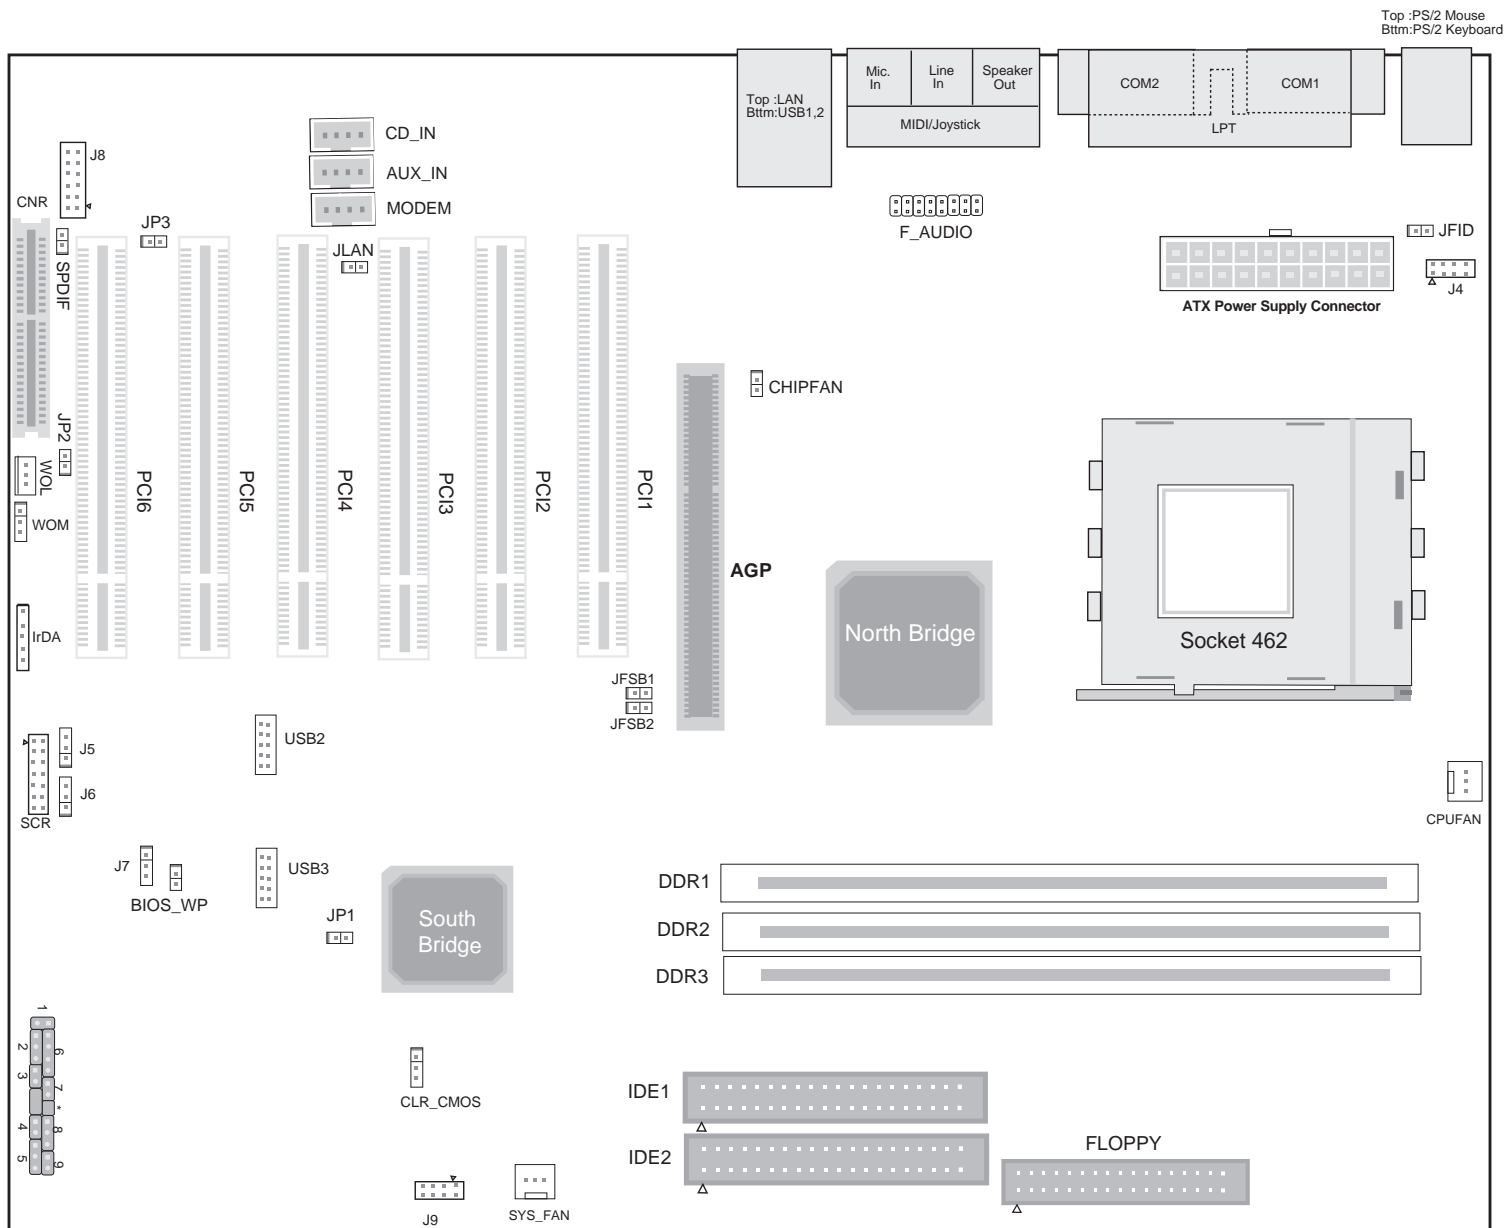 Top :PS/2 Mouse
Bttm:PS/2 Keyboard
Mic.
In
Line
In
Speaker
Out
MIDI/Joystick
Top :LAN
Bttm:USB1,2
COM2
COM1
LPT
J8
CD_IN
AUX_IN
MODEM
CNR
JP3
SPDIF
JLAN
F_AUDIO
JFID
J4
ATX Power Supply Connector
CHIPFAN
JP2
WOL
WOM
PCI6
PCI5
PCI4
PCI3
PCI2
PCI1
AGP
IrDA
North Bridge
Socket 462
JFSB1
JFSB2
J5
J6
SCR
USB2
CPUFAN
J7
BIOS_WP
USB3
JP1
South
Bridge
DDR1
DDR2
DDR3
1
2
3
4
5
6
7
*
8
9
CLR_CMOS
IDE1
IDE2
FLOPPY
J9
SYS_FAN